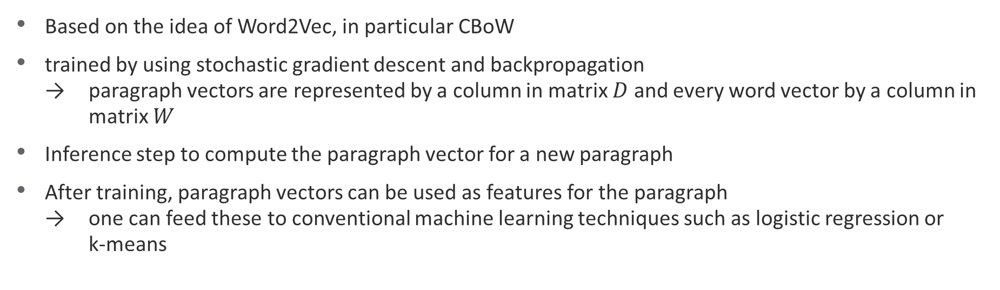 • Based on the idea of Word2Vec, in particular CBoW
• trained by using stochastic gradient descent and backpropagation
→ paragraph vectors are represented by a column in matrix D and every word vector by a column in
matrix W
• Inference step to compute the paragraph vector for a new paragraph
• After training, paragraph vectors can be used as features for the paragraph
→ one can feed these to conventional machine learning techniques such as logistic regression or
k-means